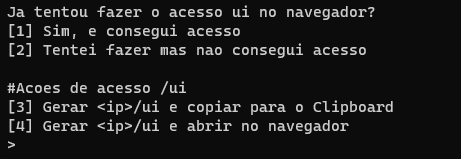 Ja tentou fazer o acesso ui no navegador?
[1] Sim, e consegui acesso
[2] Tentei fazer mas nao consegui acesso
#Acoes de acesso /ui
[3] Gerar <ip>/ui e copiar para o Clipboard
[4] Gerar <ip>/ui e abrir no navegador
>